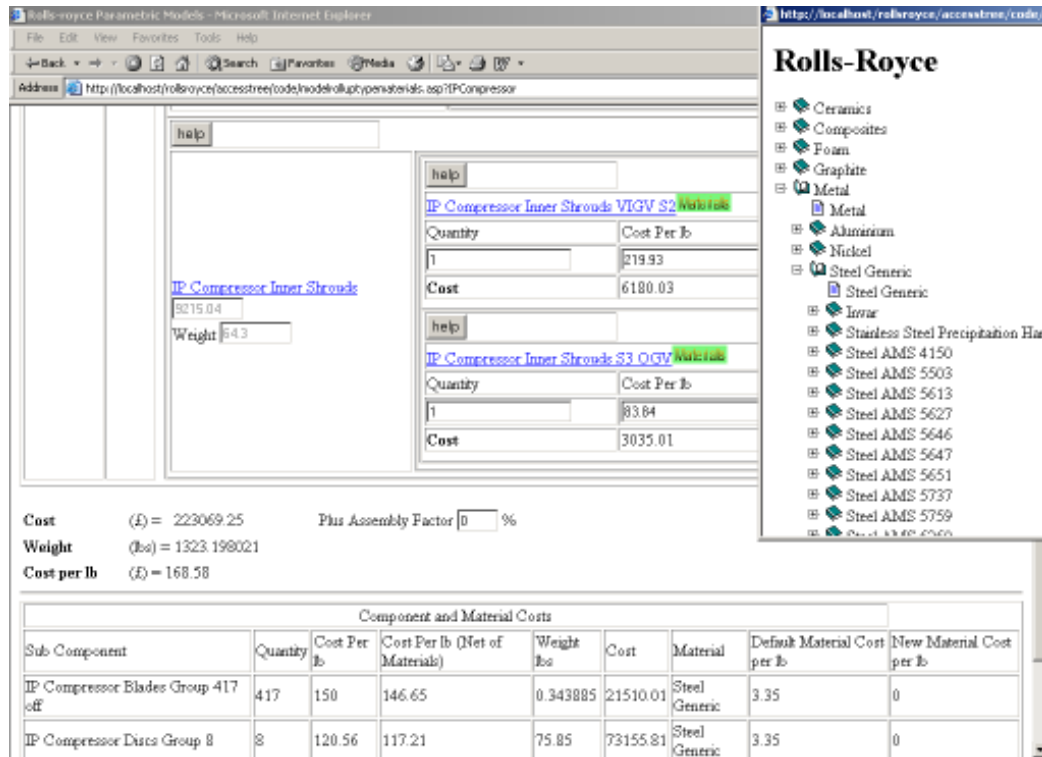 Rolls-royce Parametric Models - Microsoft Internet Explorer
File Edit View Favorites Tools Help
Back Search Favorites Media
Address http://localhost/rollsroyce/accesstree/code/modelrolluptypematerials.asp?IPCompressor
help
help
IP Compressor Inner Shrouds VIGV S2 Materials
Quantity Cost Per lb
1 219.93
Cost 6180.03
IP Compressor Inner Shrouds
9215.04
Weight 64.3
help
IP Compressor Inner Shrouds S3 OGV Materials
Quantity Cost Per lb
1 83.84
Cost 3035.01
Cost (£) = 223069.25 Plus Assembly Factor 0 %
Weight (lbs) = 1323.198021
Cost per lb (£) = 168.58
Component and Material Costs
Sub Component Quantity Cost Per lb Cost Per lb (Net of Materials) Weight lbs Cost Material Default Material Cost per lb New Material Cost per lb
IP Compressor Blades Group 417 off 417 150 146.65 0.343885 21510.01 Steel Generic 3.35 0
IP Compressor Discs Group 8 8 120.56 117.21 75.85 73155.81 Steel Generic 3.35 0
http://localhost/rollsroyce/accesstree/code/
Rolls-Royce
Ceramics
Composites
Foam
Graphite
Metal
Metal
Aluminium
Nickel
Steel Generic
Steel Generic
Invar
Stainless Steel Precipitaition Har
Steel AMS 4150
Steel AMS 5503
Steel AMS 5613
Steel AMS 5627
Steel AMS 5646
Steel AMS 5647
Steel AMS 5651
Steel AMS 5737
Steel AMS 5759